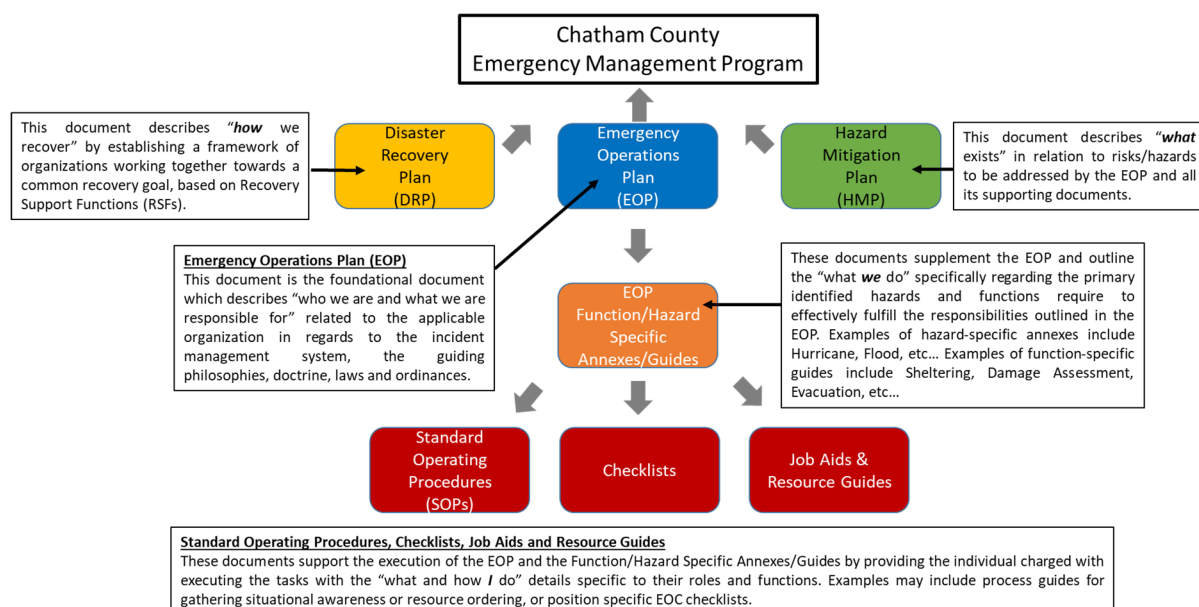 Chatham County
Emergency Management Program
This document describes “how we
recover” by establishing a framework of
organizations working together towards a
common recovery goal, based on Recovery
Support Functions (RSFs).
Disaster
Recovery
Plan
(DRP)
Emergency
Operations
Plan
(EOP)
Hazard
Mitigation
Plan
(HMP)
This document describes “what
exists” in relation to risks/hazards
to be addressed by the EOP and all
its supporting documents.
Emergency Operations Plan (EOP)
This document is the foundational document
which describes “who we are and what we are
responsible for” related to the applicable
organization in regards to the incident
management system, the guiding
philosophies, doctrine, laws and ordinances.
EOP
Function/Hazard
Specific
Annexes/Guides
These documents supplement the EOP and outline
the “what we do” specifically regarding the primary
identified hazards and functions require to
effectively fulfill the responsibilities outlined in the
EOP. Examples of hazard-specific annexes include
Hurricane, Flood, etc… Examples of function-specific
guides include Sheltering, Damage Assessment,
Evacuation, etc…
Standard
Operating
Procedures
(SOPs)
Checklists
Job Aids &
Resource Guides
Standard Operating Procedures, Checklists, Job Aids and Resource Guides
These documents support the execution of the EOP and the Function/Hazard Specific Annexes/Guides by providing the individual charged with
executing the tasks with the “what and how I do” details specific to their roles and functions. Examples may include process guides for
gathering situational awareness or resource ordering, or position specific EOC checklists.